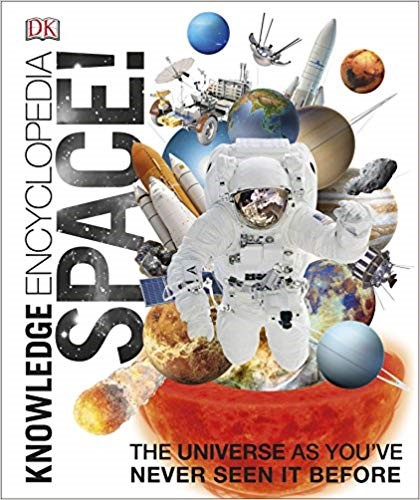 DK
KNOWLEDGE ENCYCLOPEDIA
SPACE!
THE UNIVERSE AS YOU'VE
NEVER SEEN IT BEFORE